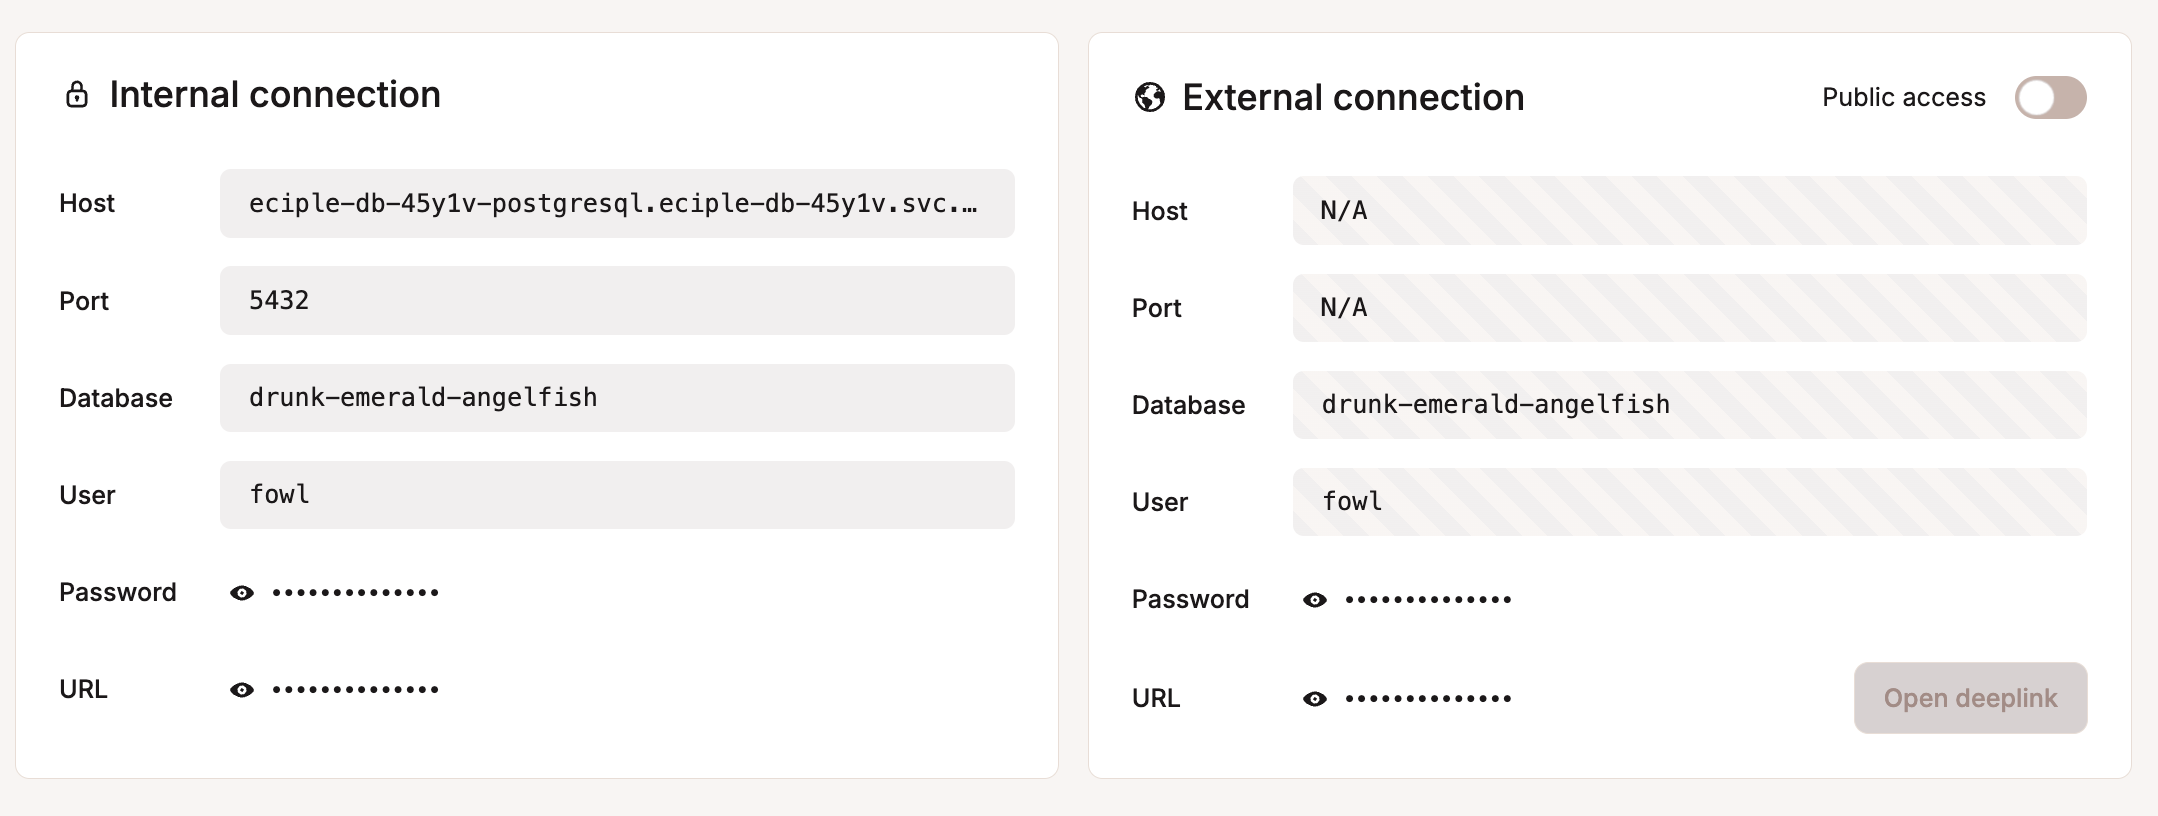 Internal connection
Host
eciple-db-45y1v-postgresql.eciple-db-45y1v.svc.…
Port
5432
Database
drunk-emerald-angelfish
User
fowl
Password
••••••••••••••
URL
••••••••••••••
External connection
Public access
Host
N/A
Port
N/A
Database
drunk-emerald-angelfish
User
fowl
Password
••••••••••••••
URL
••••••••••••••
Open deeplink